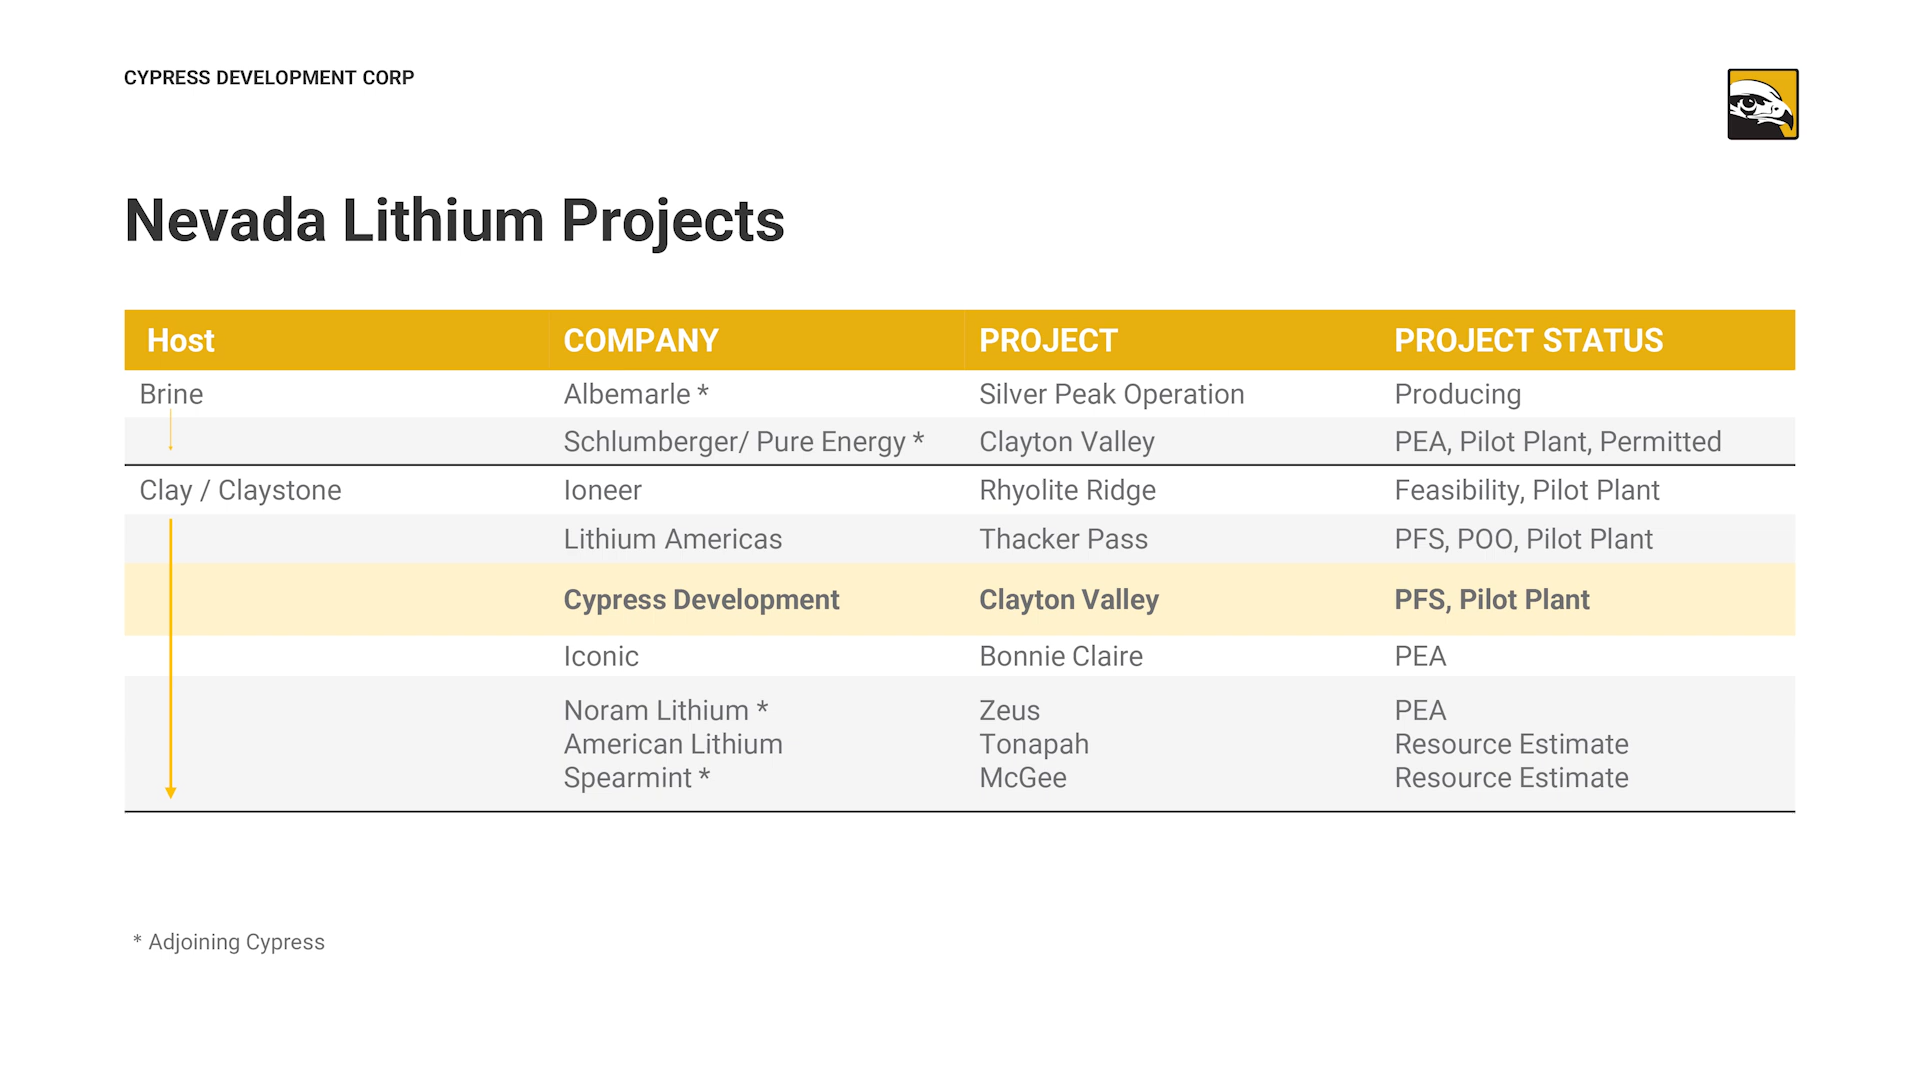 CYPRESS DEVELOPMENT CORP
Nevada Lithium Projects
Host COMPANY PROJECT PROJECT STATUS
Brine Albemarle * Silver Peak Operation Producing
Schlumberger/ Pure Energy * Clayton Valley PEA, Pilot Plant, Permitted
Clay / Claystone Ioneer Rhyolite Ridge Feasibility, Pilot Plant
Lithium Americas Thacker Pass PFS, POO, Pilot Plant
Cypress Development Clayton Valley PFS, Pilot Plant
Iconic Bonnie Claire PEA
Noram Lithium * Zeus PEA
American Lithium Tonapah Resource Estimate
Spearmint * McGee Resource Estimate
* Adjoining Cypress